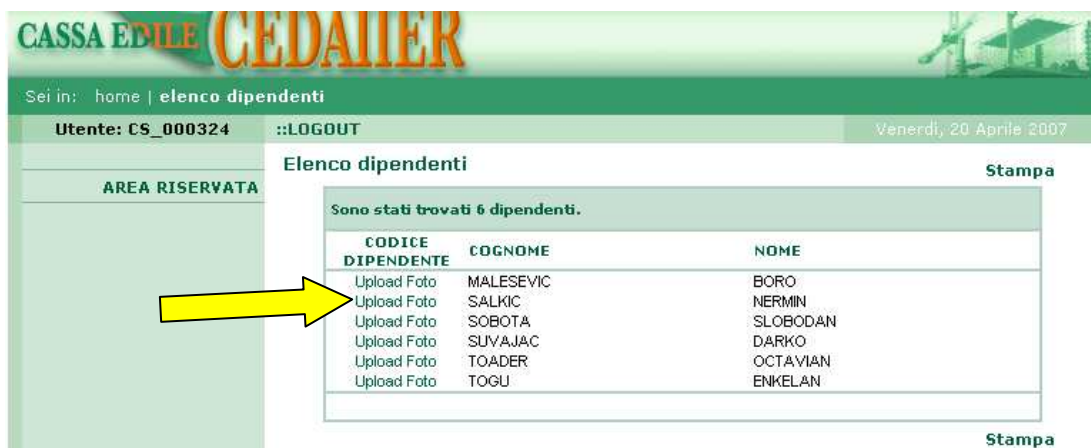 CASSA EDILE CEDAIIER
Sei in: home | elenco dipendenti
Utente: CS_000324 ::LOGOUT Venerdì, 20 Aprile 2007
Elenco dipendenti
Stampa
AREA RISERVATA
Sono stati trovati 6 dipendenti.
CODICE DIPENDENTE COGNOME NOME
Upload Foto MALESEVIC BORO
Upload Foto SALKIC NERMIN
Upload Foto SOBOTA SLOBODAN
Upload Foto SUVAJAC DARKO
Upload Foto TOADER OCTAVIAN
Upload Foto TOGU ENKELAN
Stampa